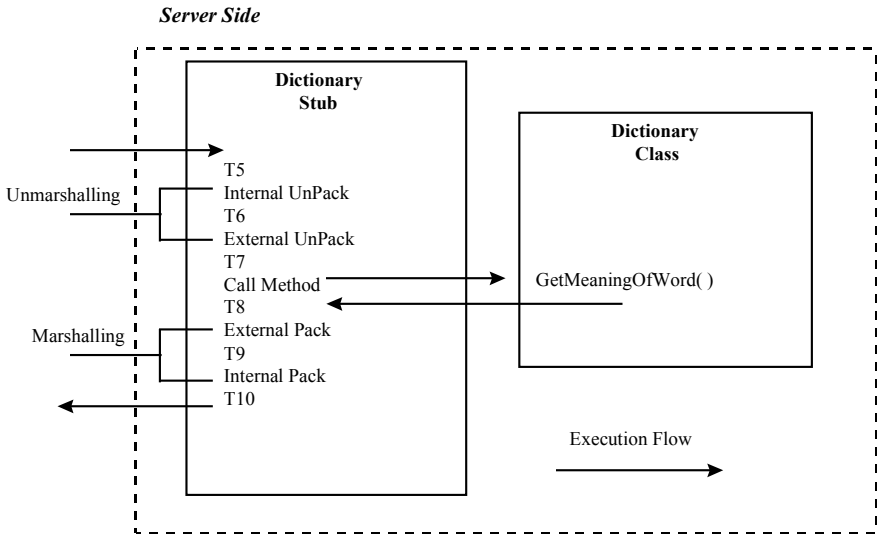 Server Side
Dictionary
Stub
Dictionary
Class
T5
Unmarshalling
Internal UnPack
T6
External UnPack
T7
Call Method
GetMeaningOfWord( )
T8
Marshalling
External Pack
T9
Internal Pack
T10
Execution Flow